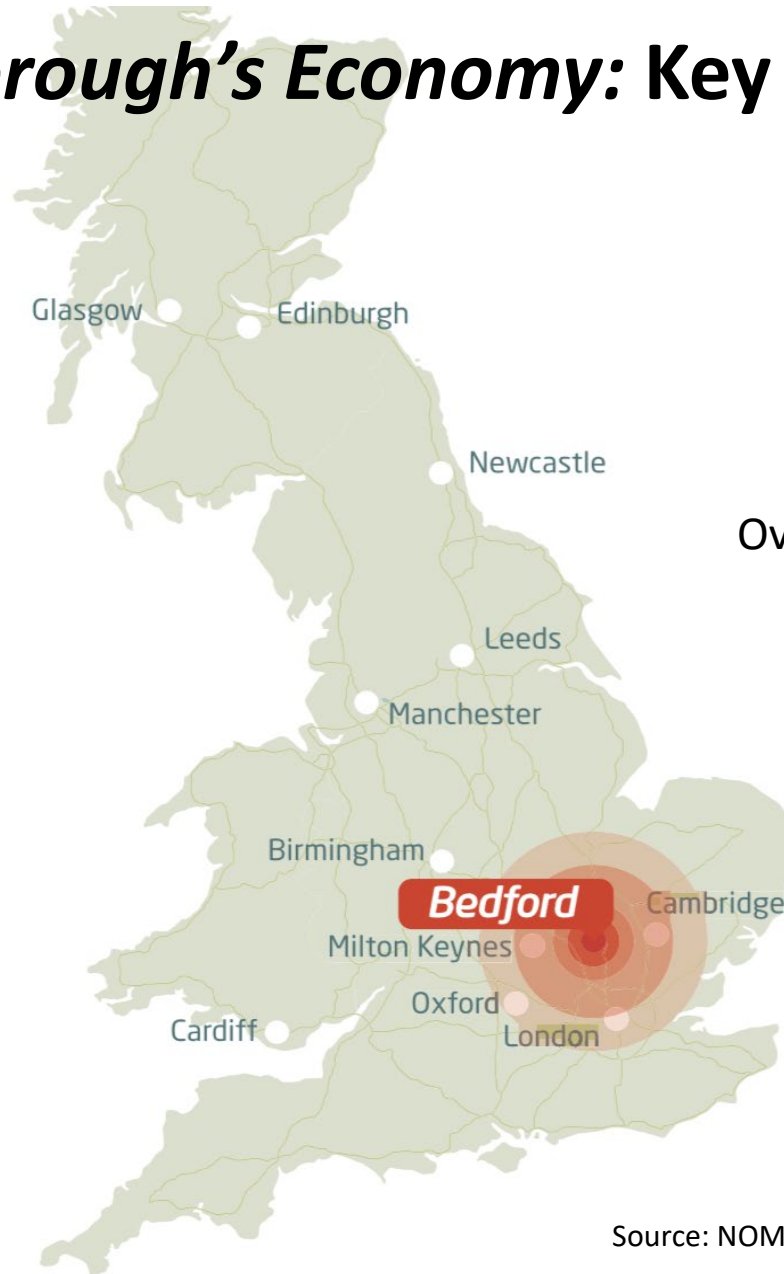 rough's Economy: Key
Glasgow
Edinburgh
Newcastle
Ov
Leeds
Manchester
Birmingham
Bedford
Cambridge
Milton Keynes
Oxford
London
Cardiff
Source: NOM